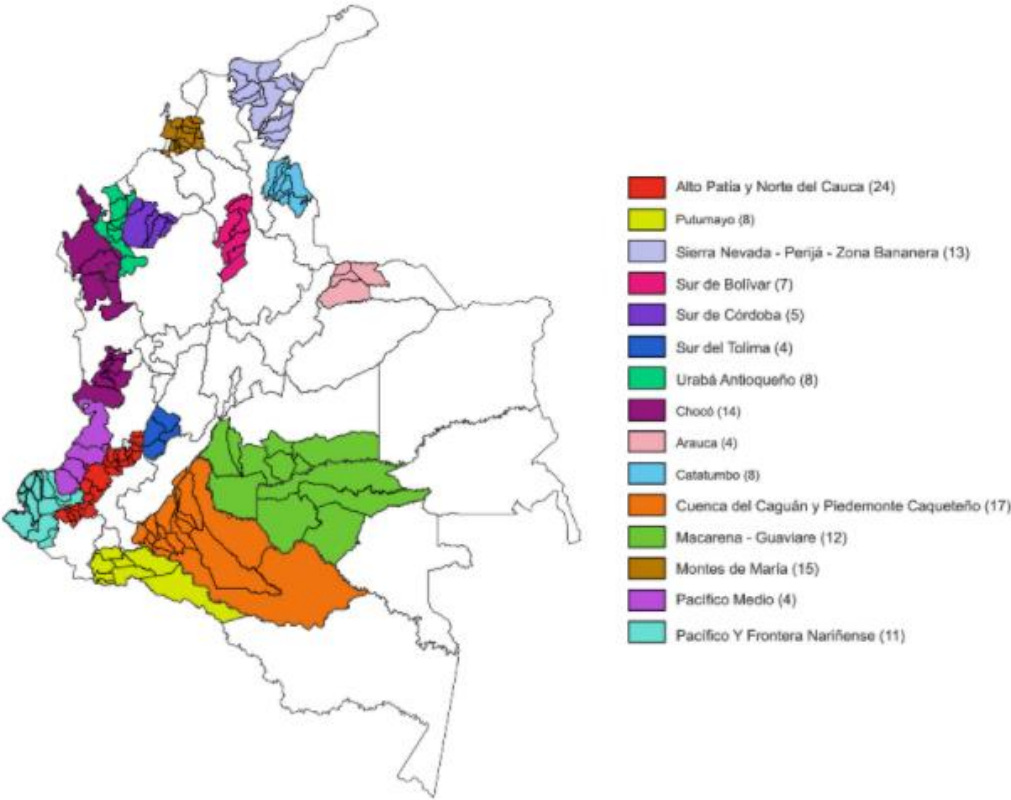 Alto Patía y Norte del Cauca (24)
Putumayo (8)
Sierra Nevada - Perijá - Zona Bananera (13)
Sur de Bolívar (7)
Sur de Córdoba (5)
Sur del Tolima (4)
Urabá Antioqueño (8)
Chocó (14)
Arauca (4)
Catatumbo (8)
Cuenca del Caguán y Piedemonte Caqueteño (17)
Macarena - Guaviare (12)
Montes de María (15)
Pacífico Medio (4)
Pacífico Y Frontera Nariñense (11)